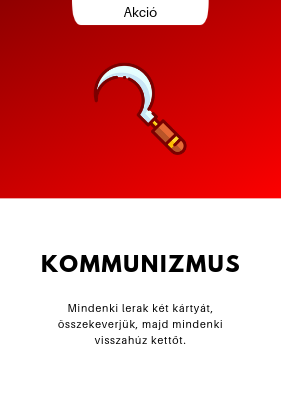 Akció
KOMMUNIZMUS
Mindenki lerak két kártyát,
összekeverjük, majd mindenki
visszahúz kettőt.